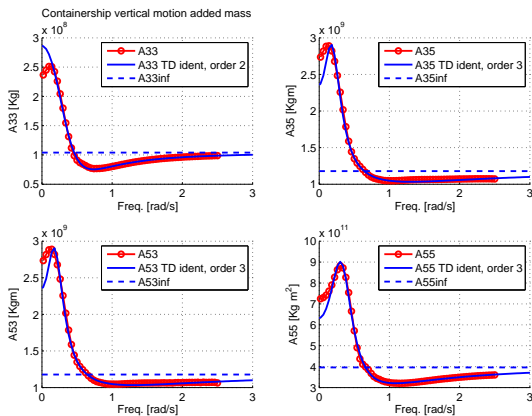 Containership vertical motion added mass
x 10^8
A33 [Kg]
3
2.5
2
1.5
1
0.5
0 1 2 3
Freq. [rad/s]
A33
A33 TD ident, order 2
A33inf
x 10^9
A35 [Kgm]
3
2.5
2
1.5
1
0 1 2 3
Freq. [rad/s]
A35
A35 TD ident, order 3
A35inf
x 10^9
A53 [Kgm]
3
2.5
2
1.5
1
0 1 2 3
Freq. [rad/s]
A53
A53 TD ident, order 3
A53inf
x 10^11
A55 [Kg m^2]
10
9
8
7
6
5
4
3
0 1 2 3
Freq. [rad/s]
A55
A55 TD ident, order 3
A55inf